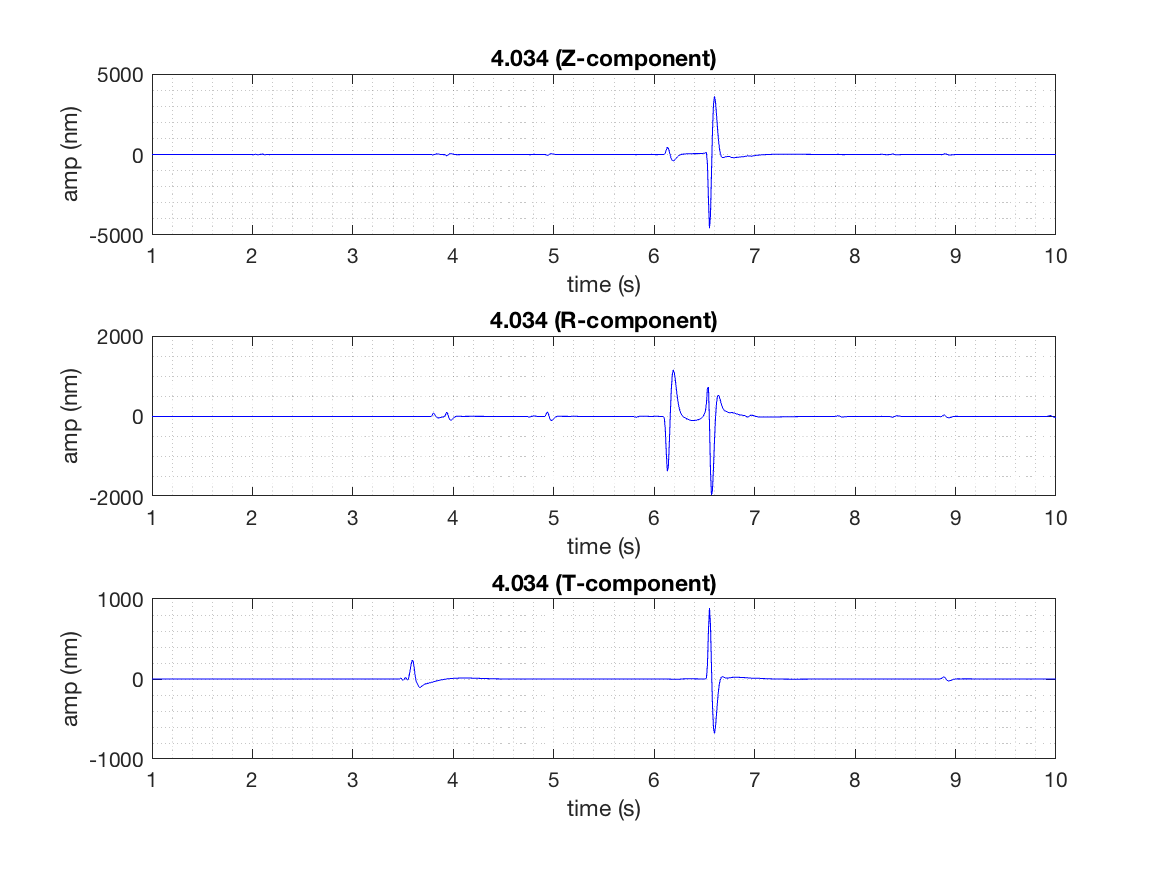 4.034 (Z-component)
5000
0
-5000
amp (nm)
1 2 3 4 5 6 7 8 9 10
time (s)
4.034 (R-component)
2000
0
-2000
amp (nm)
1 2 3 4 5 6 7 8 9 10
time (s)
4.034 (T-component)
1000
0
-1000
amp (nm)
1 2 3 4 5 6 7 8 9 10
time (s)